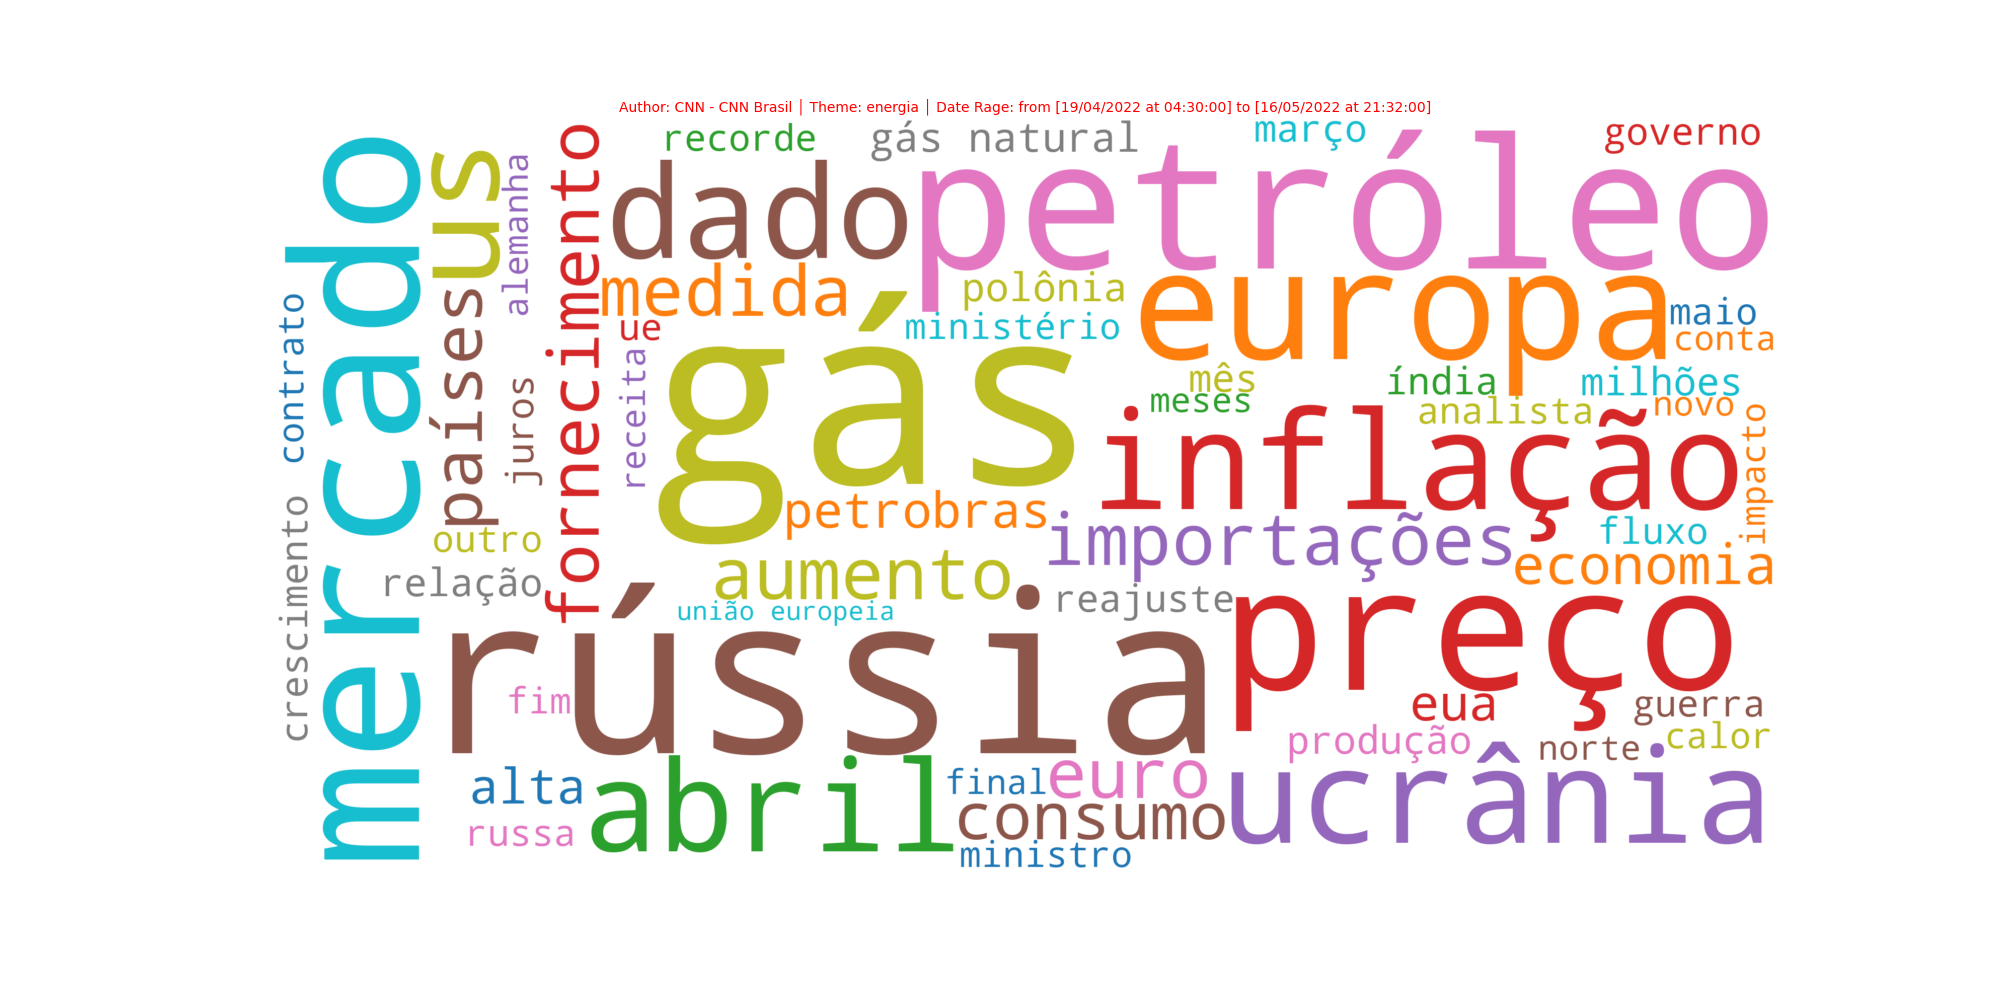 Author: CNN - CNN Brasil | Theme: energia | Date Rage: from [19/04/2022 at 04:30:00] to [16/05/2022 at 21:32:00]
recorde
gás natural
março
governo
mercado
us
alemanha
fornecimento
dado
petróleo
medida
polônia
europa
maio
contrato
países
ue
ministério
conta
juros
receita
gás
mês
meses
índia
milhões
analista
novo
inflação
impacto
petrobras
importações
fluxo
outro
crescimento
relação
aumento
economia
união europeia
reajuste
rússia
preço
fim
eua
guerra
produção
norte
calor
alta
abril
final
euro
ucrânia
russa
consumo
ministro